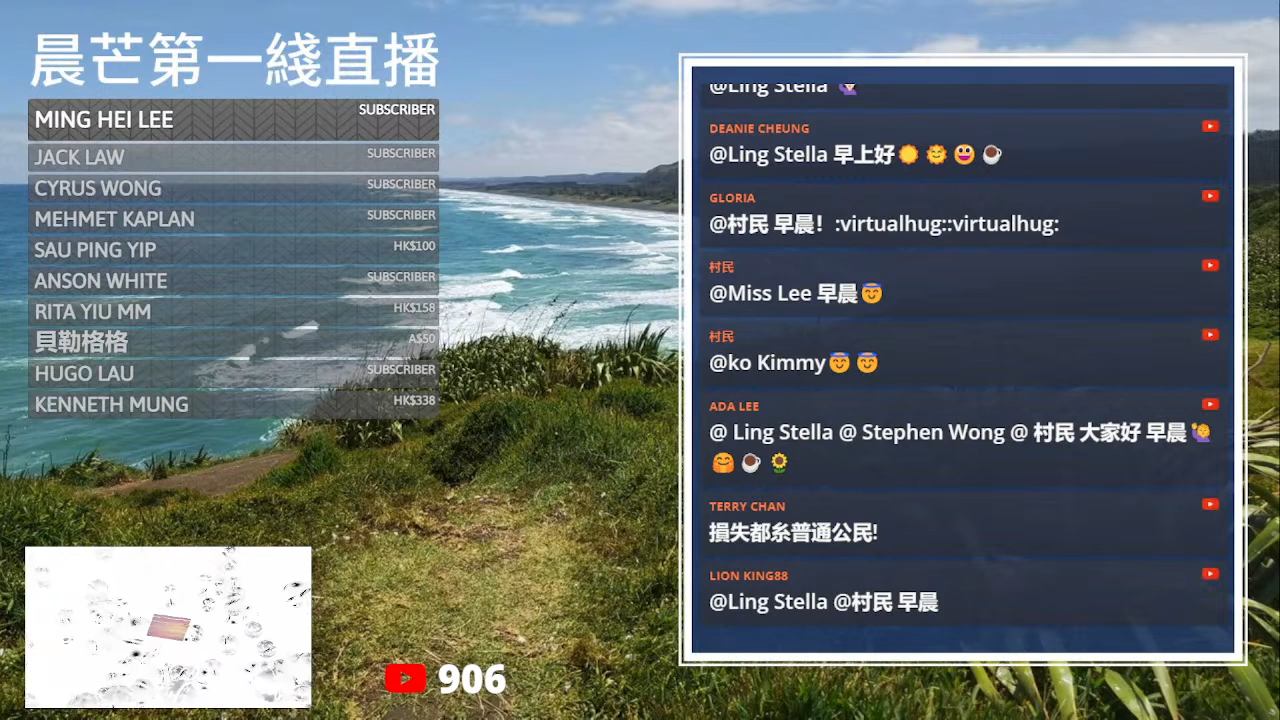 晨芒第一綫直播
MING HEI LEE SUBSCRIBER
JACK LAW SUBSCRIBER
CYRUS WONG SUBSCRIBER
MEHMET KAPLAN SUBSCRIBER
SAU PING YIP HK$100
ANSON WHITE SUBSCRIBER
RITA YIU MM HK$158
貝勒格格 A$50
HUGO LAU SUBSCRIBER
KENNETH MUNG HK$338
906
@Ling Stella 🙋‍♀️
DEANIE CHEUNG
@Ling Stella 早上好☀️🌞😃☕
GLORIA
@村民 早晨！:virtualhug::virtualhug:
村民
@Miss Lee 早晨😇
村民
@ko Kimmy😇😇
ADA LEE
@ Ling Stella @ Stephen Wong @ 村民 大家好 早晨🙋
🤗☕🌻
TERRY CHAN
損失都糸普通公民!
LION KING88
@Ling Stella @村民 早晨